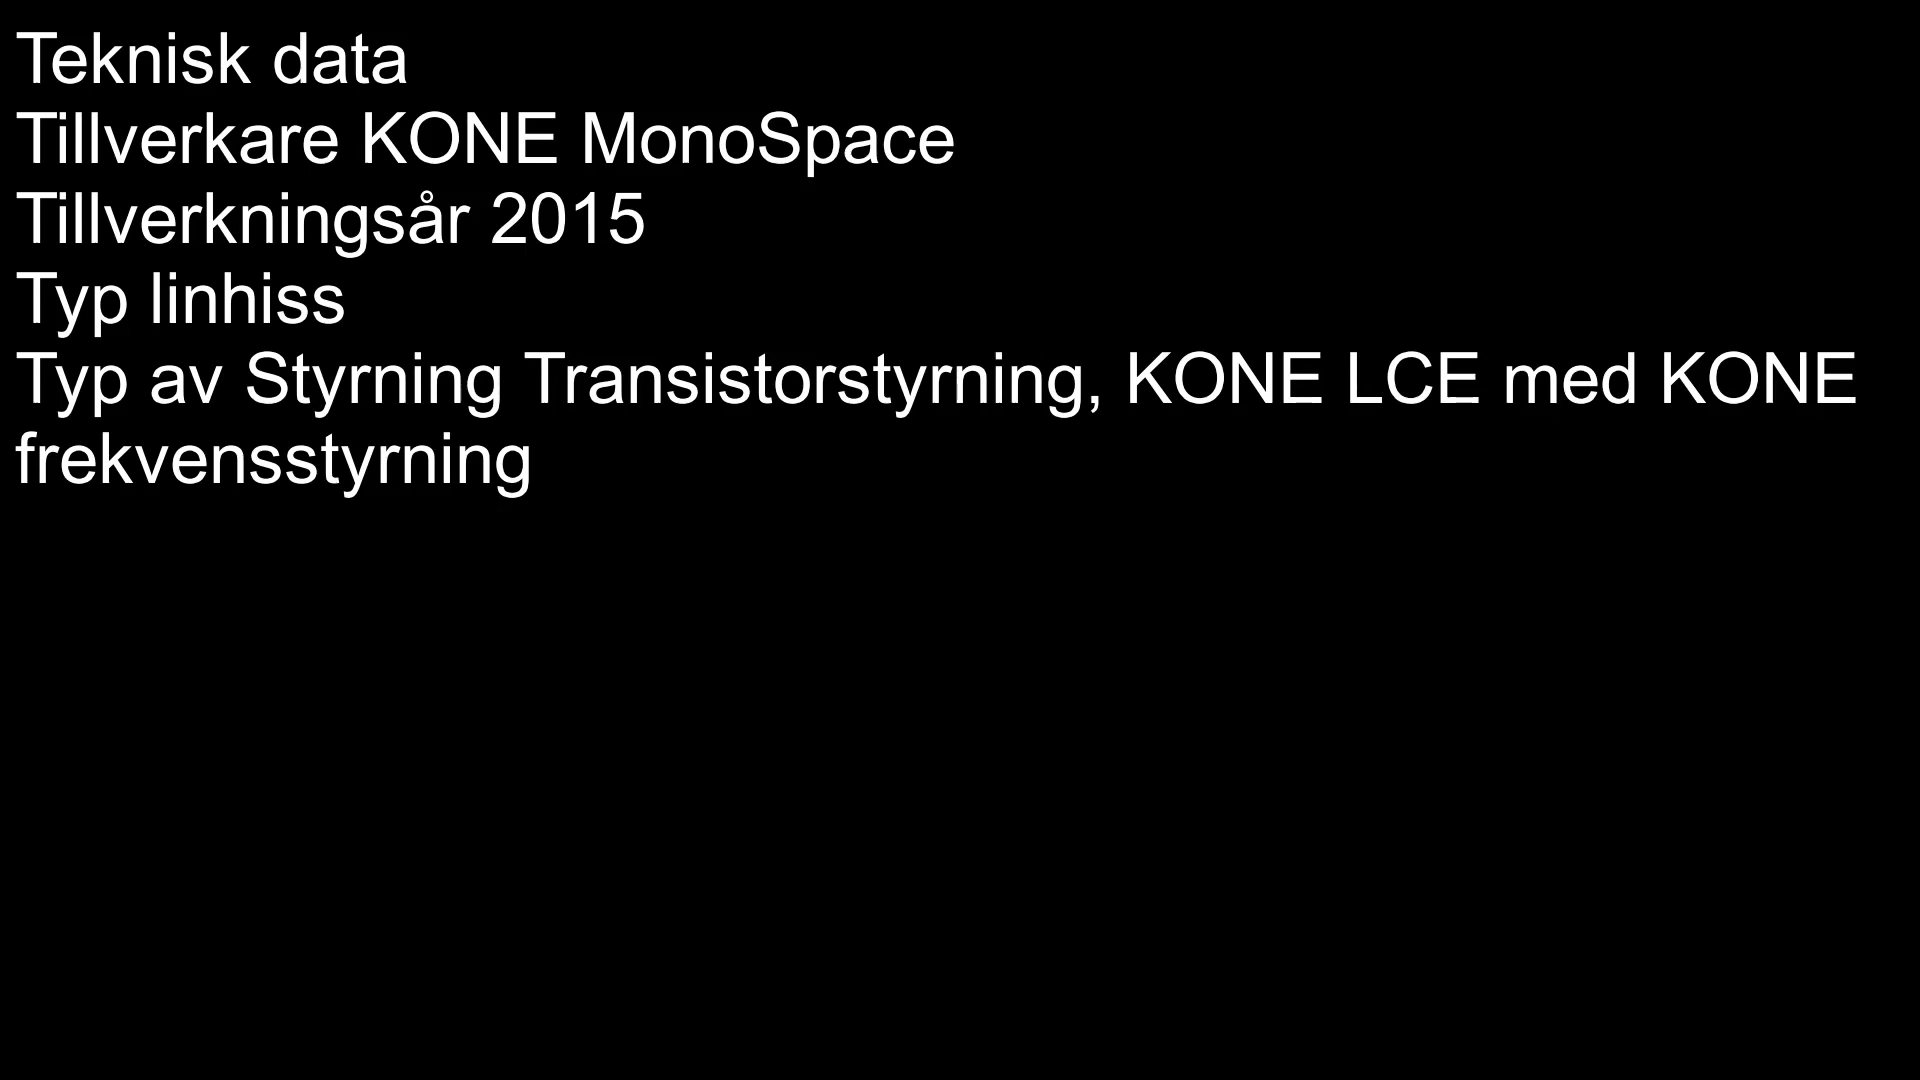 Teknisk data
Tillverkare KONE MonoSpace
Tillverkningsår 2015
Typ linhiss
Typ av Styrning Transistorstyrning, KONE LCE med KONE
frekvensstyrning